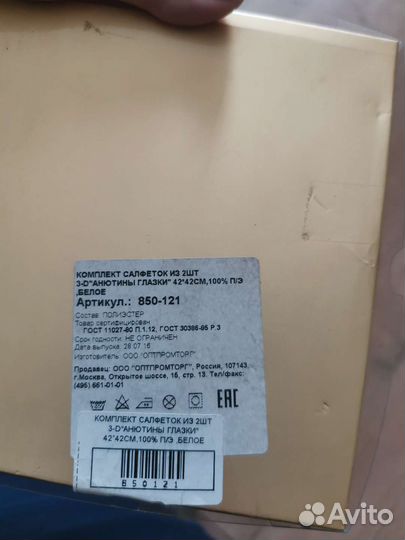 КОМПЛЕКТ САЛФЕТОК ИЗ 2ШТ
3-D"АНЮТИНЫ ГЛАЗКИ" 42*42СМ,100% П/Э
,БЕЛОЕ
Артикул.: 850-121
Состав: ПОЛИЭСТЕР
Товар сертифицирован
ГОСТ 11027-80 П.1.12, ГОСТ 30386-95 Р.3
Срок годности: НЕ ОГРАНИЧЕН
Дата выпуска: 28 07 16
Изготовитель: ООО "ОПТПРОМТОРГ"
Продавец: ООО "ОПТПРОМТОРГ", Россия, 107143,
г.Москва, Открытое шоссе, 15, стр. 13. Тел/факс:
(495) 661-01-01
EAC
КОМПЛЕКТ САЛФЕТОК ИЗ 2ШТ
3-D"АНЮТИНЫ ГЛАЗКИ"
42*42СМ,100% П/Э ,БЕЛОЕ
850121
Avito